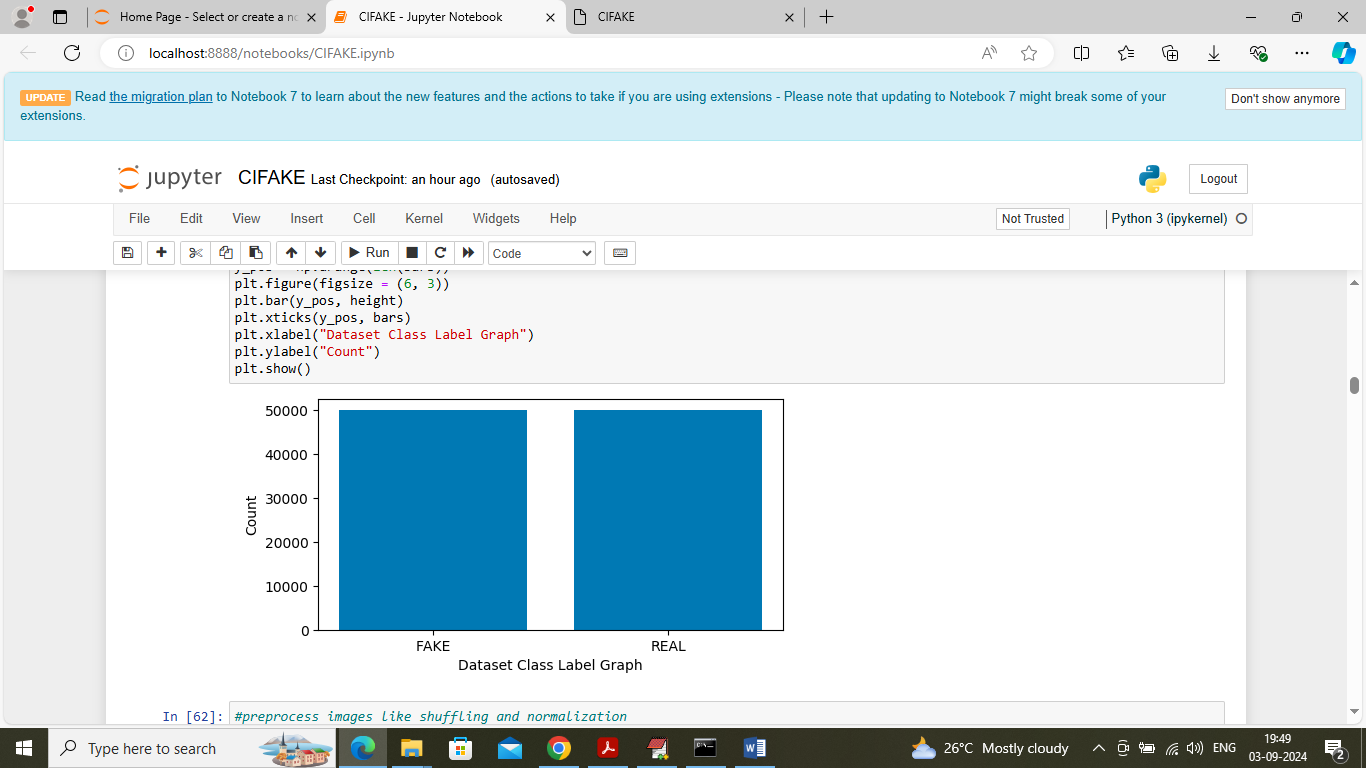 Home Page - Select or create a no
CIFAKE - Jupyter Notebook
CIFAKE
localhost:8888/notebooks/CIFAKE.ipynb
UPDATE Read the migration plan to Notebook 7 to learn about the new features and the actions to take if you are using extensions - Please note that updating to Notebook 7 might break some of your
extensions.
Don't show anymore
jupyter CIFAKE Last Checkpoint: an hour ago (autosaved)
Logout
File Edit View Insert Cell Kernel Widgets Help
Not Trusted
Python 3 (ipykernel)
Run
Code
plt.figure(figsize = (6, 3))
plt.bar(y_pos, height)
plt.xticks(y_pos, bars)
plt.xlabel("Dataset Class Label Graph")
plt.ylabel("Count")
plt.show()
50000
40000
30000
20000
10000
0
Count
FAKE REAL
Dataset Class Label Graph
In [62]: #preprocess images like shuffling and normalization
Type here to search
26°C Mostly cloudy
ENG
19:49
03-09-2024
2